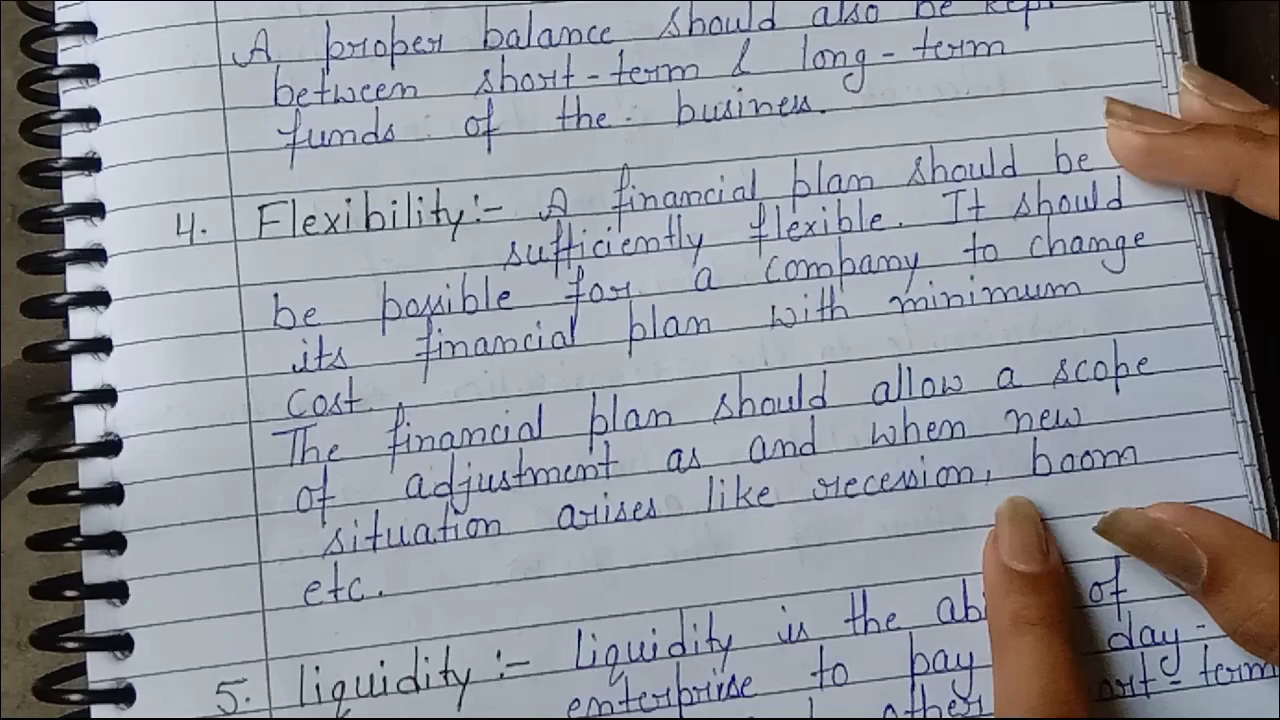 A proper balance should also be kept
between short-term & long-term
funds of the business.
4. Flexibility :- A financial plan should be
sufficiently flexible. It should
be possible for a company to change
its financial plan with minimum
cost.
The financial plan should allow a scope
of adjustment as and when new
situation arises like recession, boom
etc.
5. liquidity :- liquidity is the of
enterprise to pay day-
other term